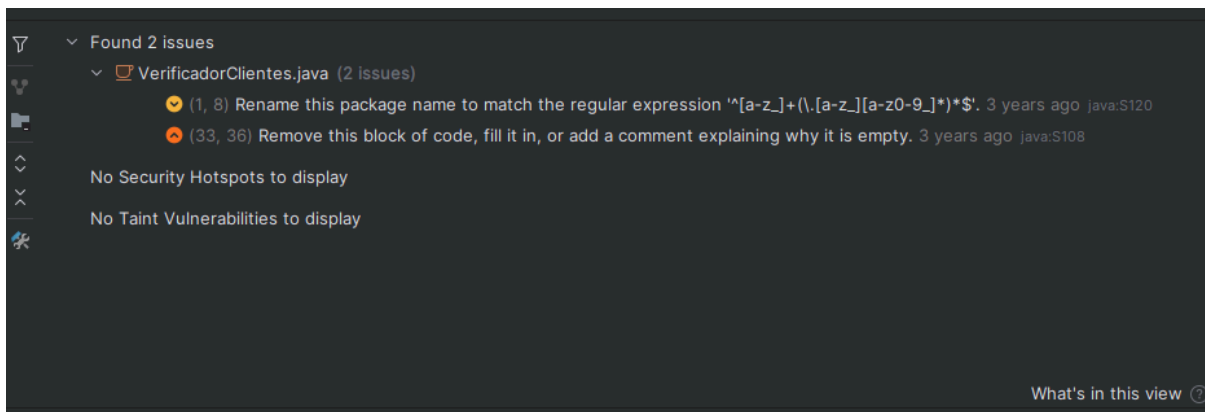 Found 2 issues
VerificadorClientes.java (2 issues)
(1, 8) Rename this package name to match the regular expression '^[a-z_]+(\.[a-z_][a-z0-9_]*)*$'. 3 years ago java:S120
(33, 36) Remove this block of code, fill it in, or add a comment explaining why it is empty. 3 years ago java:S108
No Security Hotspots to display
No Taint Vulnerabilities to display
What's in this view ?